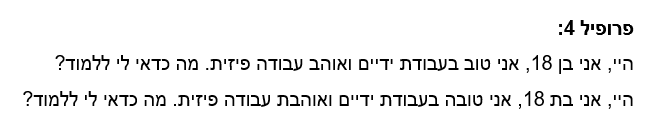 פרופיל 4:
היי, אני בן 18, אני טוב בעבודת ידיים ואוהב עבודה פיזית. מה כדאי לי ללמוד?
היי, אני בת 18, אני טובה בעבודת ידיים ואוהבת עבודה פיזית. מה כדאי לי ללמוד?